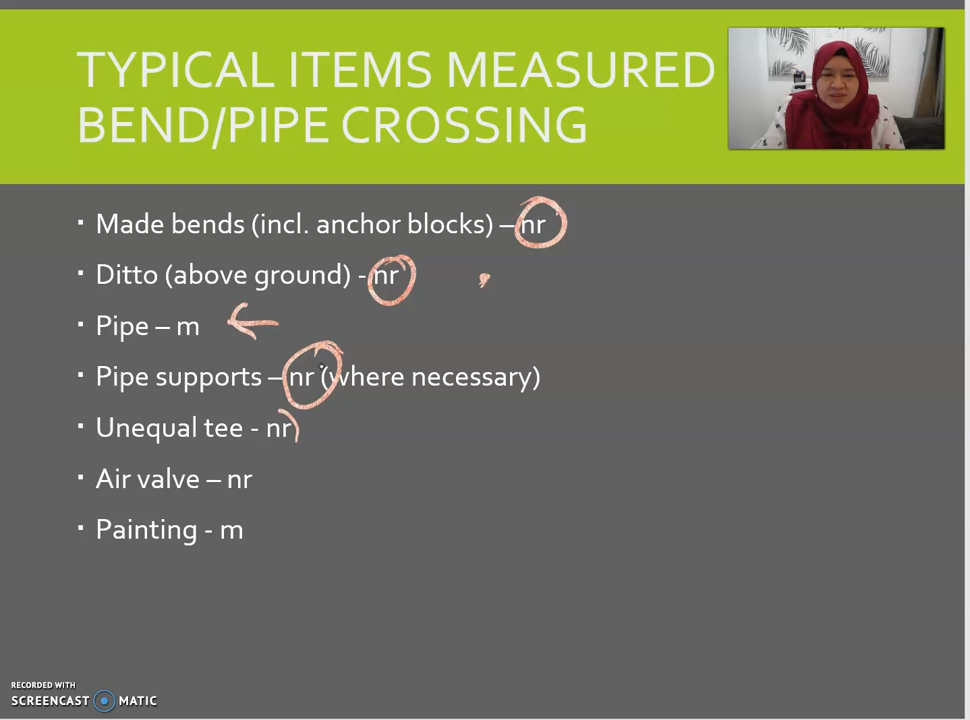 TYPICAL ITEMS MEASURED
BEND/PIPE CROSSING
▪ Made bends (incl. anchor blocks) – nr
▪ Ditto (above ground) - nr
▪ Pipe – m
▪ Pipe supports – nr (where necessary)
▪ Unequal tee - nr
▪ Air valve – nr
▪ Painting - m
RECORDED WITH
SCREENCAST MATIC